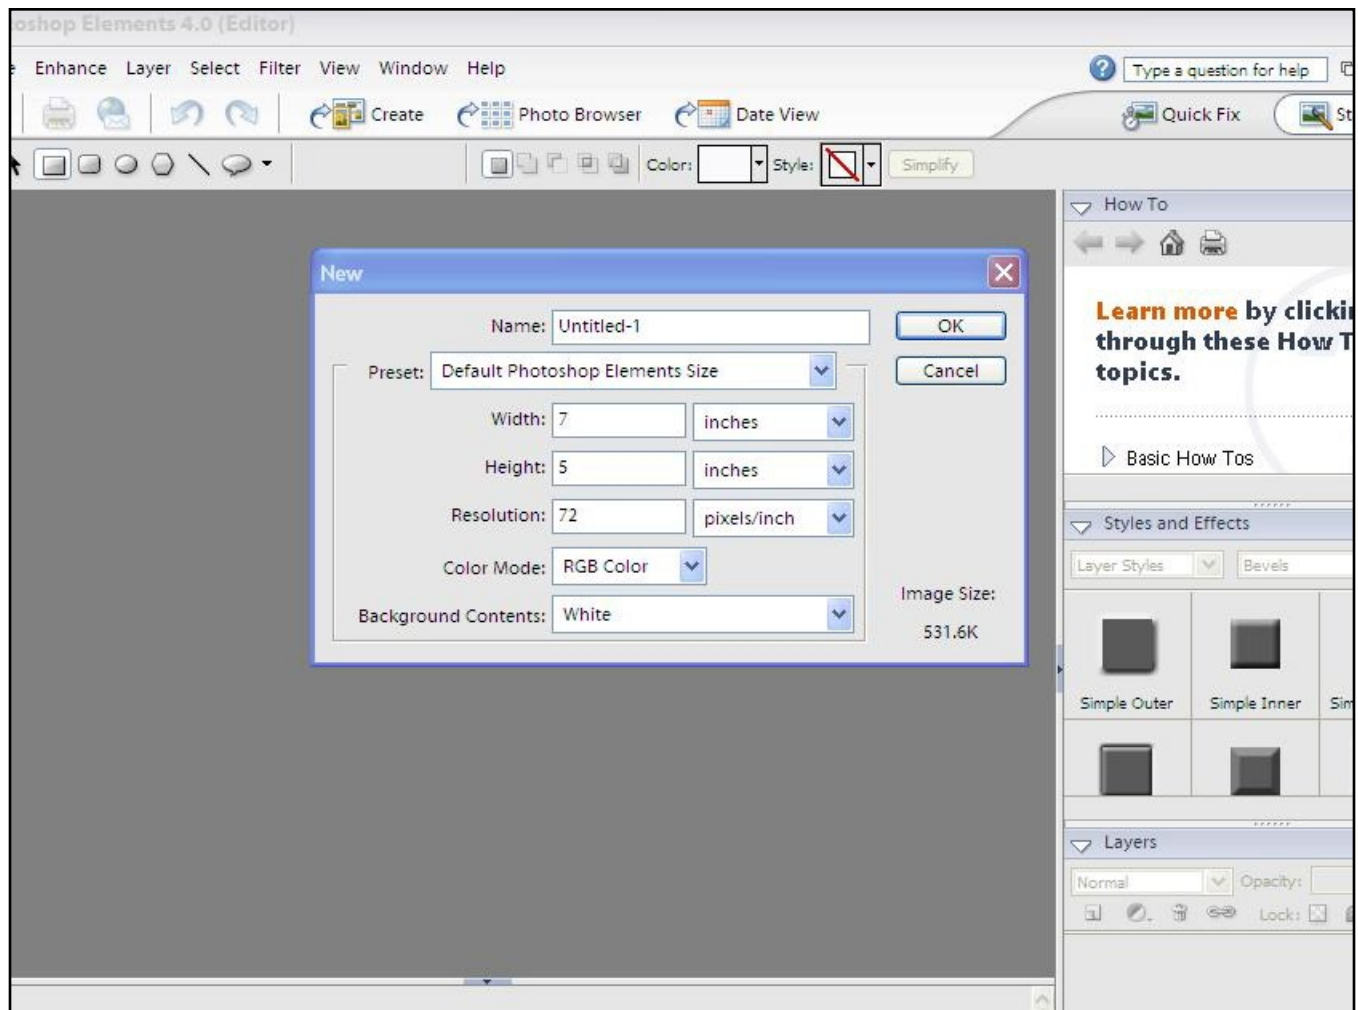 oshop Elements 4.0 (Editor)
Enhance Layer Select Filter View Window Help
Type a question for help
Create Photo Browser Date View
Quick Fix St
Color: Style: Simplify
How To
Learn more by clickin
through these How T
topics.
Basic How Tos
New
Name: Untitled-1
OK
Preset: Default Photoshop Elements Size
Cancel
Width: 7 inches
Height: 5 inches
Resolution: 72 pixels/inch
Color Mode: RGB Color
Background Contents: White
Image Size:
531.6K
Styles and Effects
Layer Styles Bevels
Simple Outer Simple Inner Sim
Layers
Normal Opacity:
Lock: